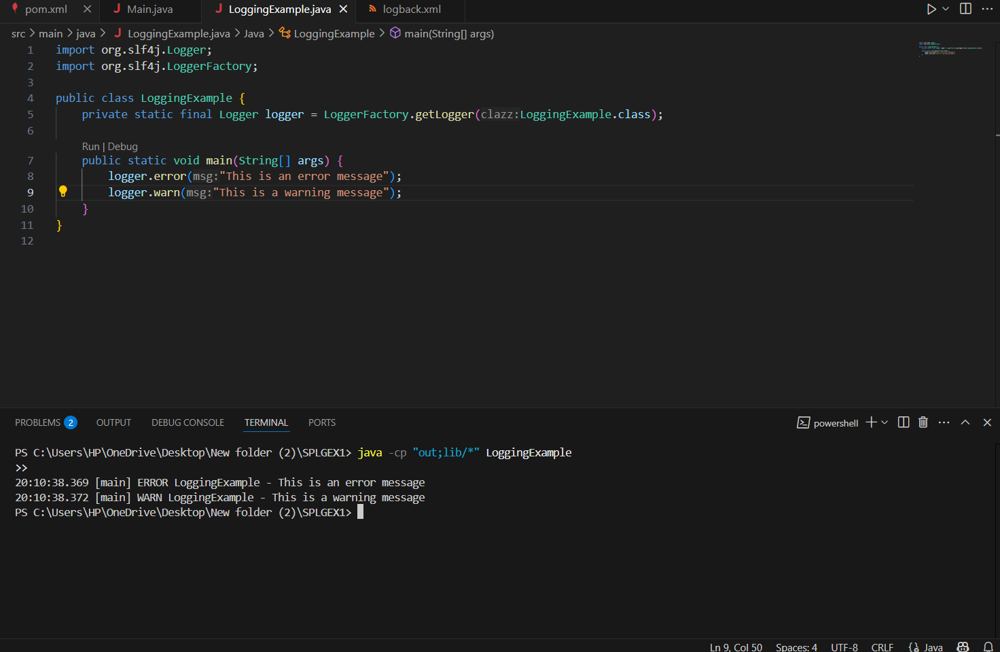 pom.xml Main.java LoggingExample.java logback.xml
src > main > java > LoggingExample.java > Java > LoggingExample > main(String[] args)
1 import org.slf4j.Logger;
2 import org.slf4j.LoggerFactory;
3
4 public class LoggingExample {
5 private static final Logger logger = LoggerFactory.getLogger(clazz:LoggingExample.class);
6
Run | Debug
7 public static void main(String[] args) {
8 logger.error(msg:"This is an error message");
9 logger.warn(msg:"This is a warning message");
10 }
11 }
12
PROBLEMS 2 OUTPUT DEBUG CONSOLE TERMINAL PORTS powershell
PS C:\Users\HP\OneDrive\Desktop\New folder (2)\SPLGEX1> java -cp "out;lib/*" LoggingExample
>>
20:10:38.369 [main] ERROR LoggingExample - This is an error message
20:10:38.372 [main] WARN LoggingExample - This is a warning message
PS C:\Users\HP\OneDrive\Desktop\New folder (2)\SPLGEX1>
Ln 9, Col 50 Spaces: 4 UTF-8 CRLF Java